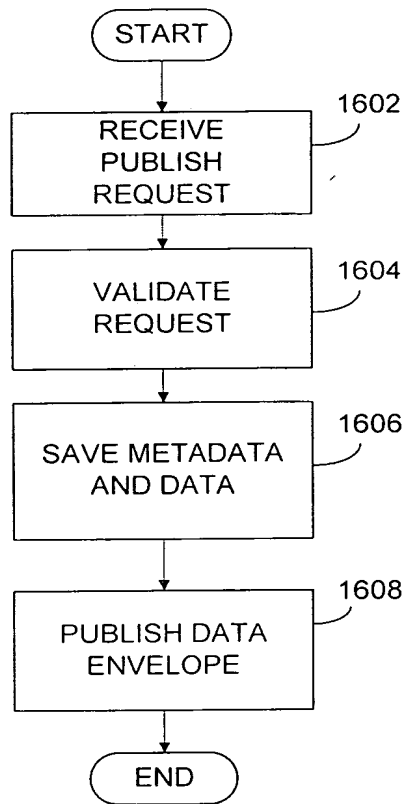 START
1602
RECEIVE
PUBLISH
REQUEST
1604
VALIDATE
REQUEST
1606
SAVE METADATA
AND DATA
1608
PUBLISH DATA
ENVELOPE
END